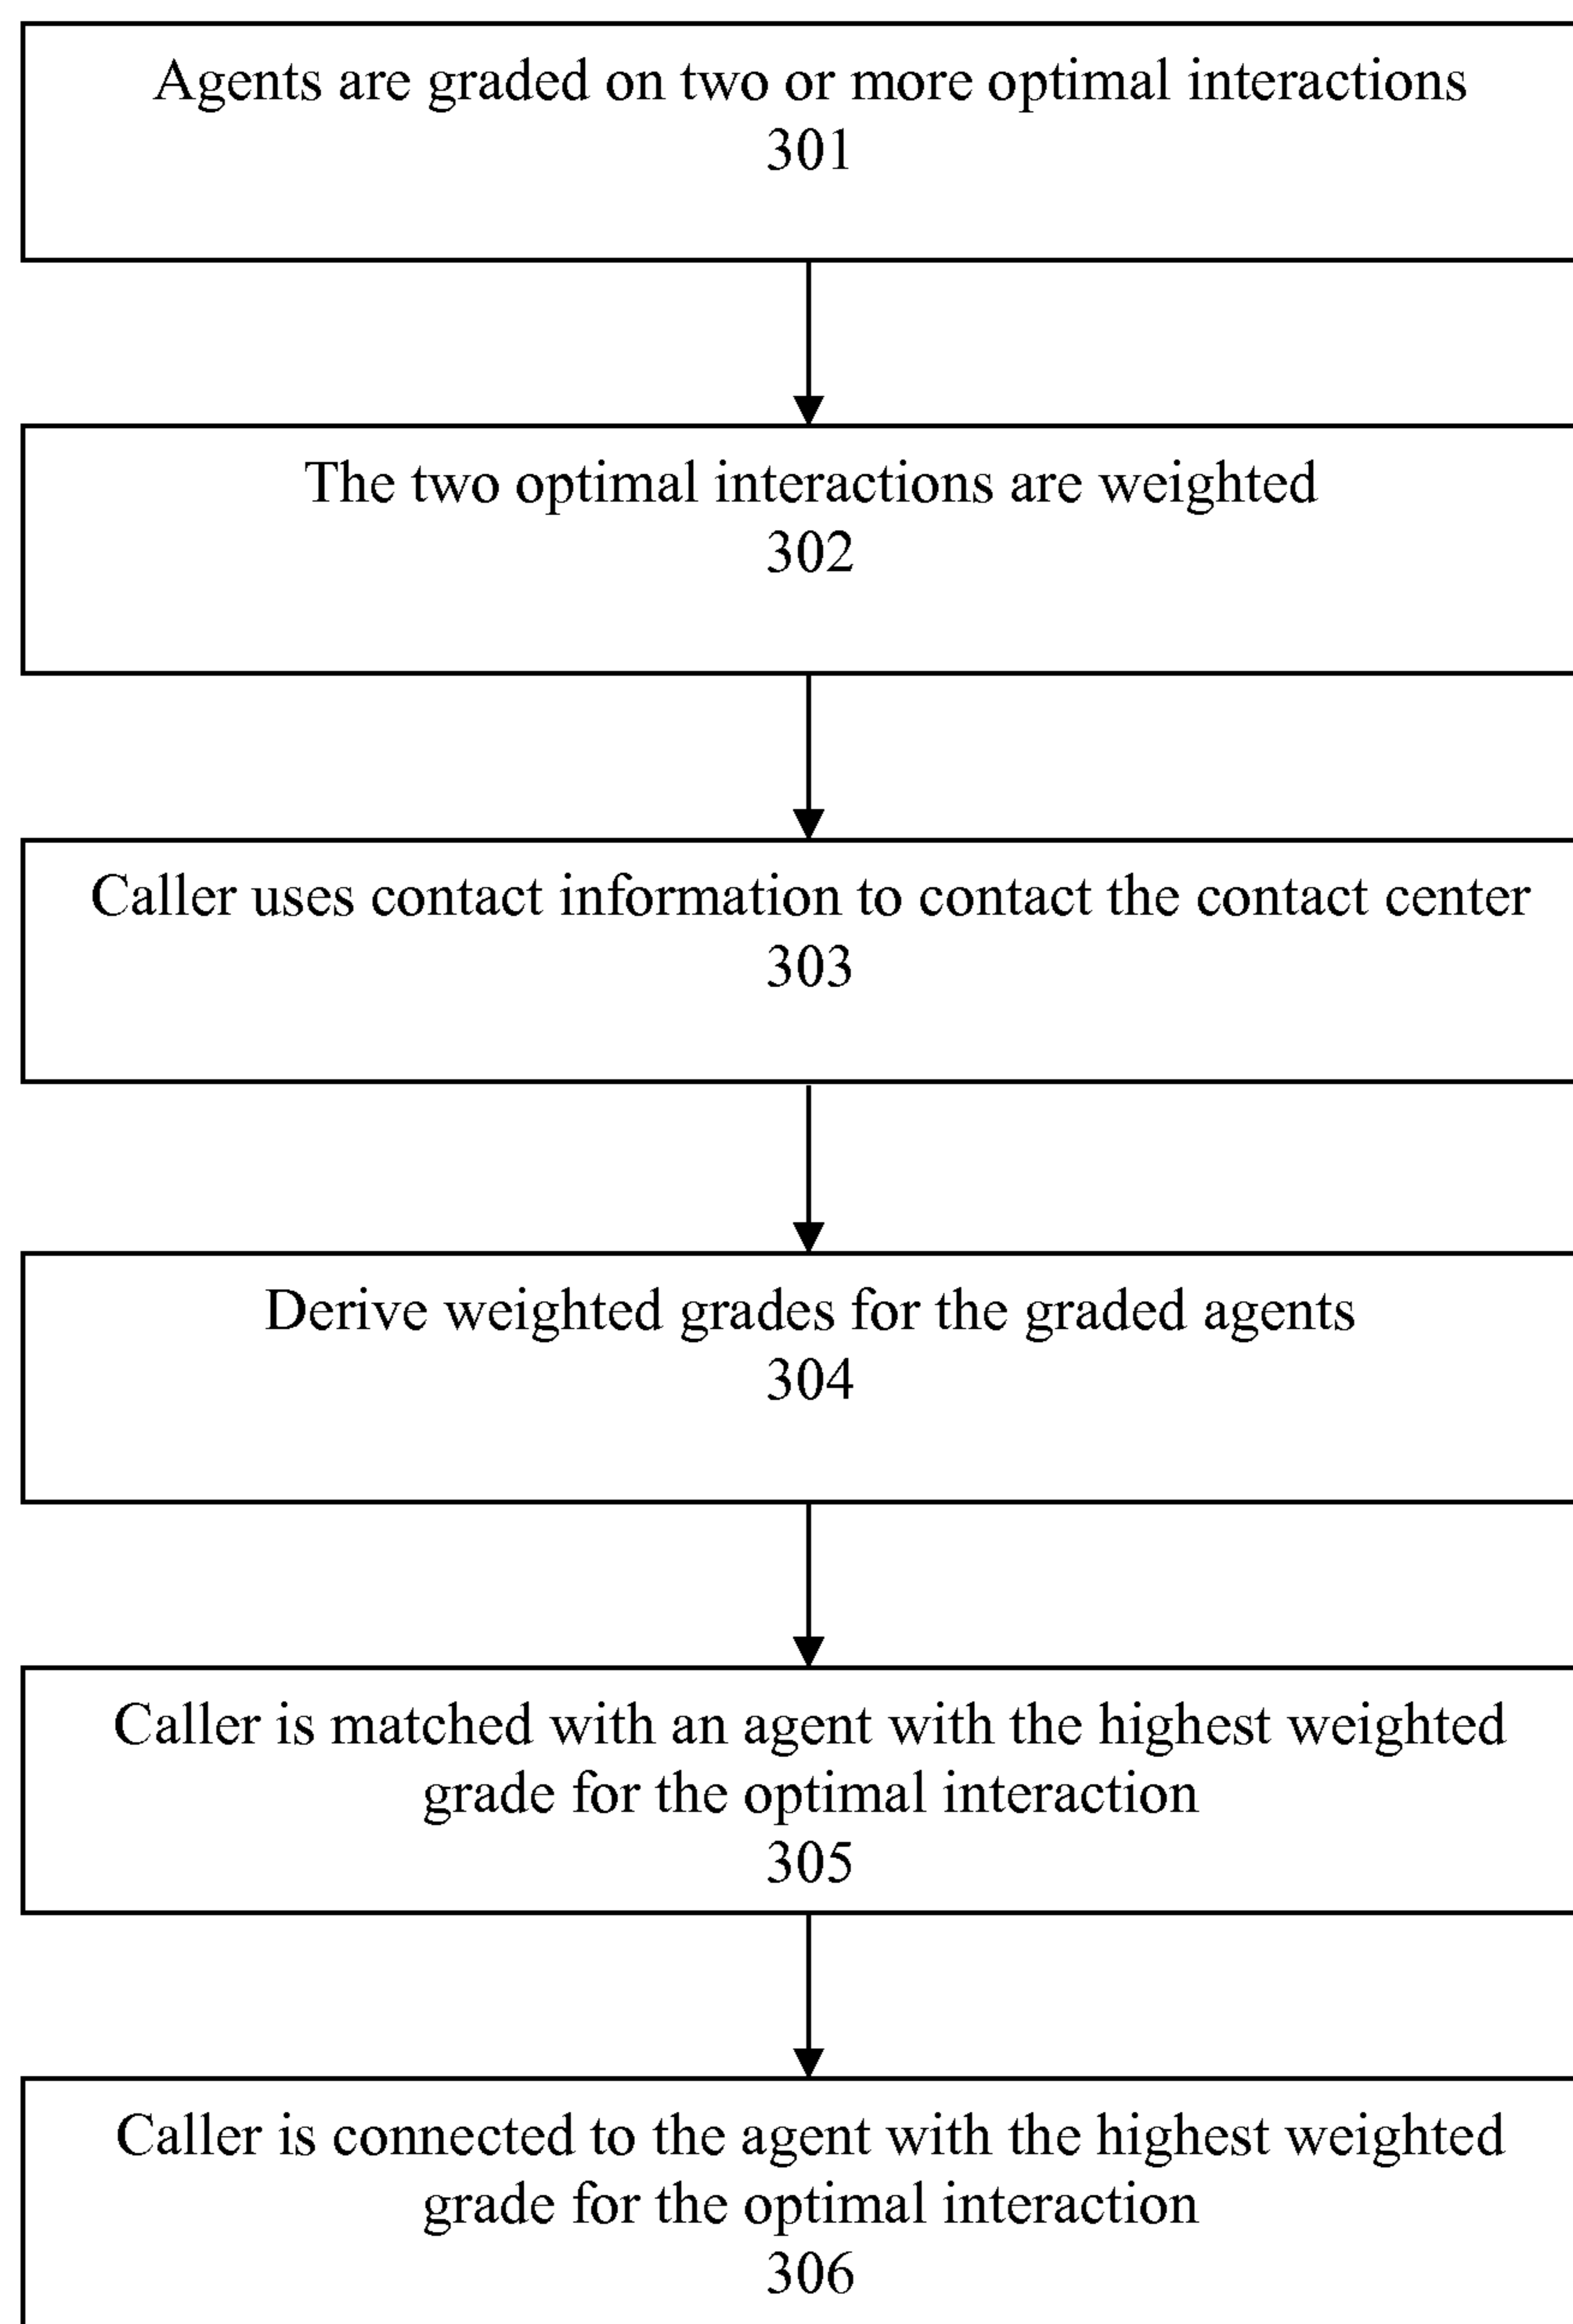 Agents are graded on two or more optimal interactions
301
The two optimal interactions are weighted
302
Caller uses contact information to contact the contact center
303
Derive weighted grades for the graded agents
304
Caller is matched with an agent with the highest weighted
grade for the optimal interaction
305
Caller is connected to the agent with the highest weighted
grade for the optimal interaction
306